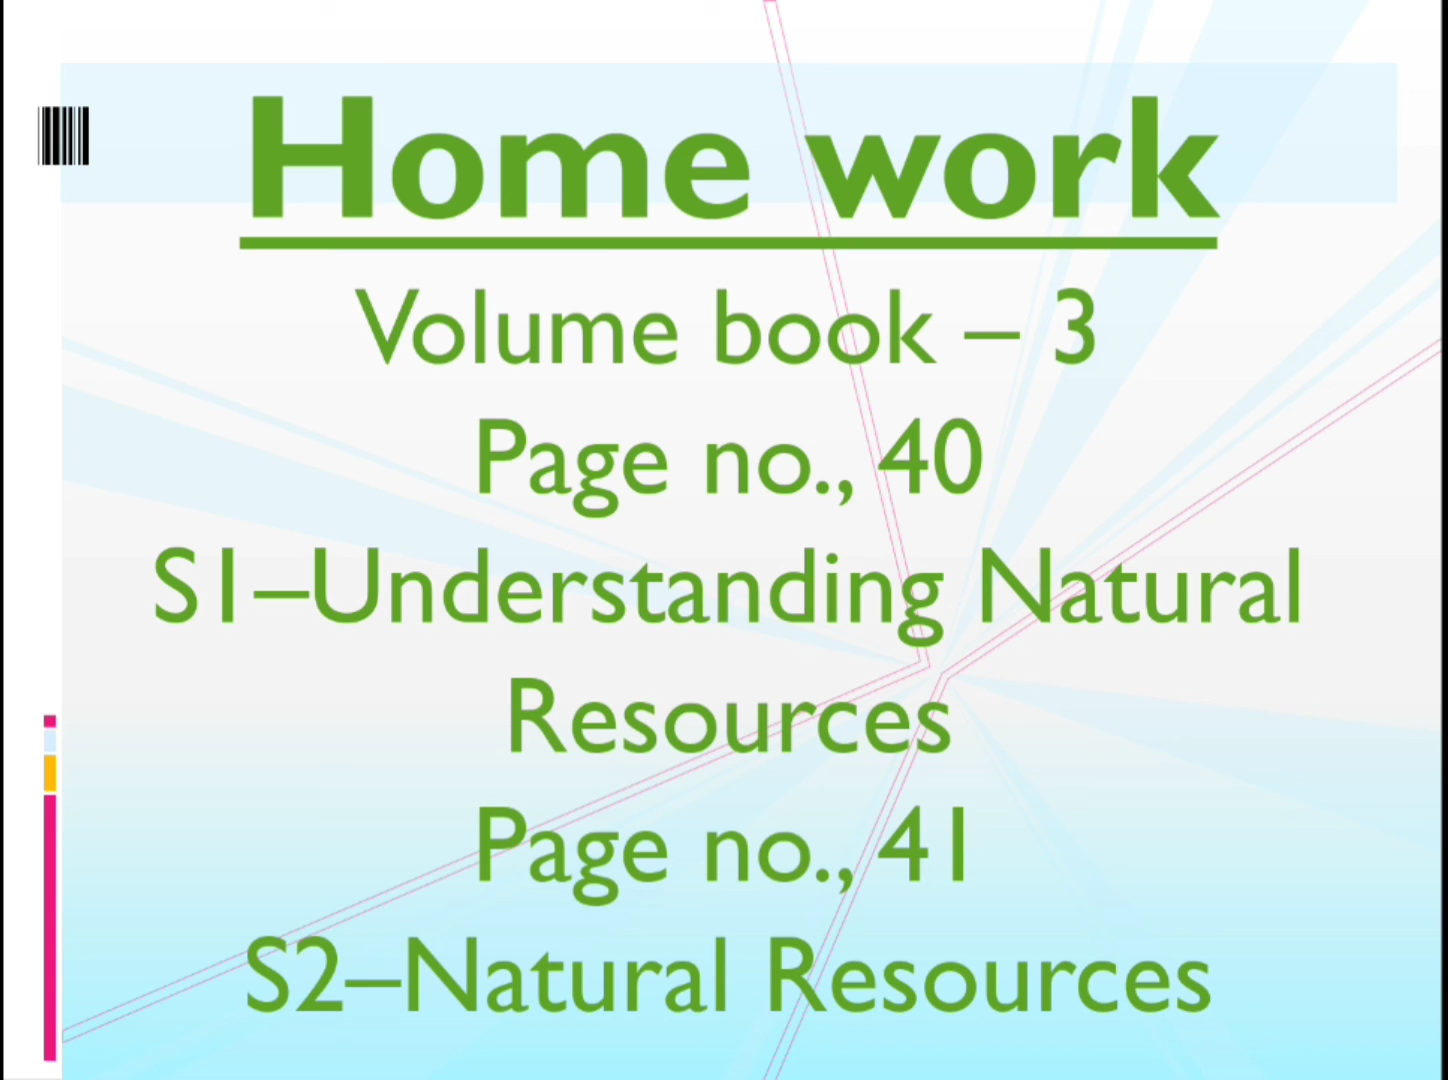 Home work
Volume book – 3
Page no., 40
S1–Understanding Natural
Resources
Page no., 41
S2–Natural Resources